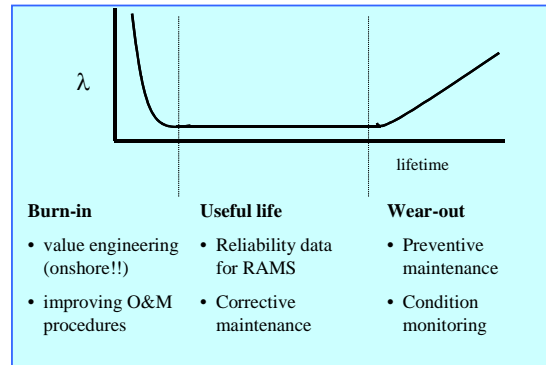 λ
lifetime
Burn-in
• value engineering
(onshore!!)
• improving O&M
procedures
Useful life
• Reliability data
for RAMS
• Corrective
maintenance
Wear-out
• Preventive
maintenance
• Condition
monitoring